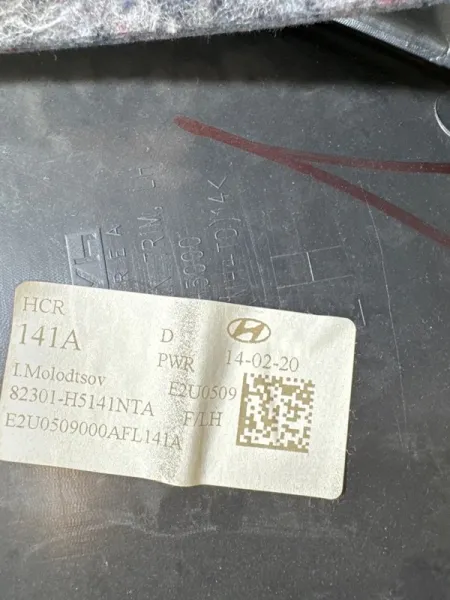 HCR
141A
D
PWR
14-02-20
I.Molodtsov
E2U0509
82301-H5141NTA
F/LH
E2U0509000AFL141A